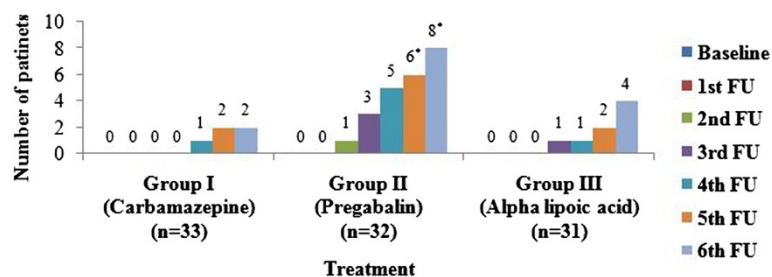 10
8
6
4
2
0
Number of patinets
0 0 0 0 1 2 2
0 0 1 3 5 6* 8*
0 0 0 1 1 2 4
Group I
(Carbamazepine)
(n=33)
Group II
(Pregabalin)
(n=32)
Group III
(Alpha lipoic acid)
(n=31)
Treatment
Baseline
1st FU
2nd FU
3rd FU
4th FU
5th FU
6th FU